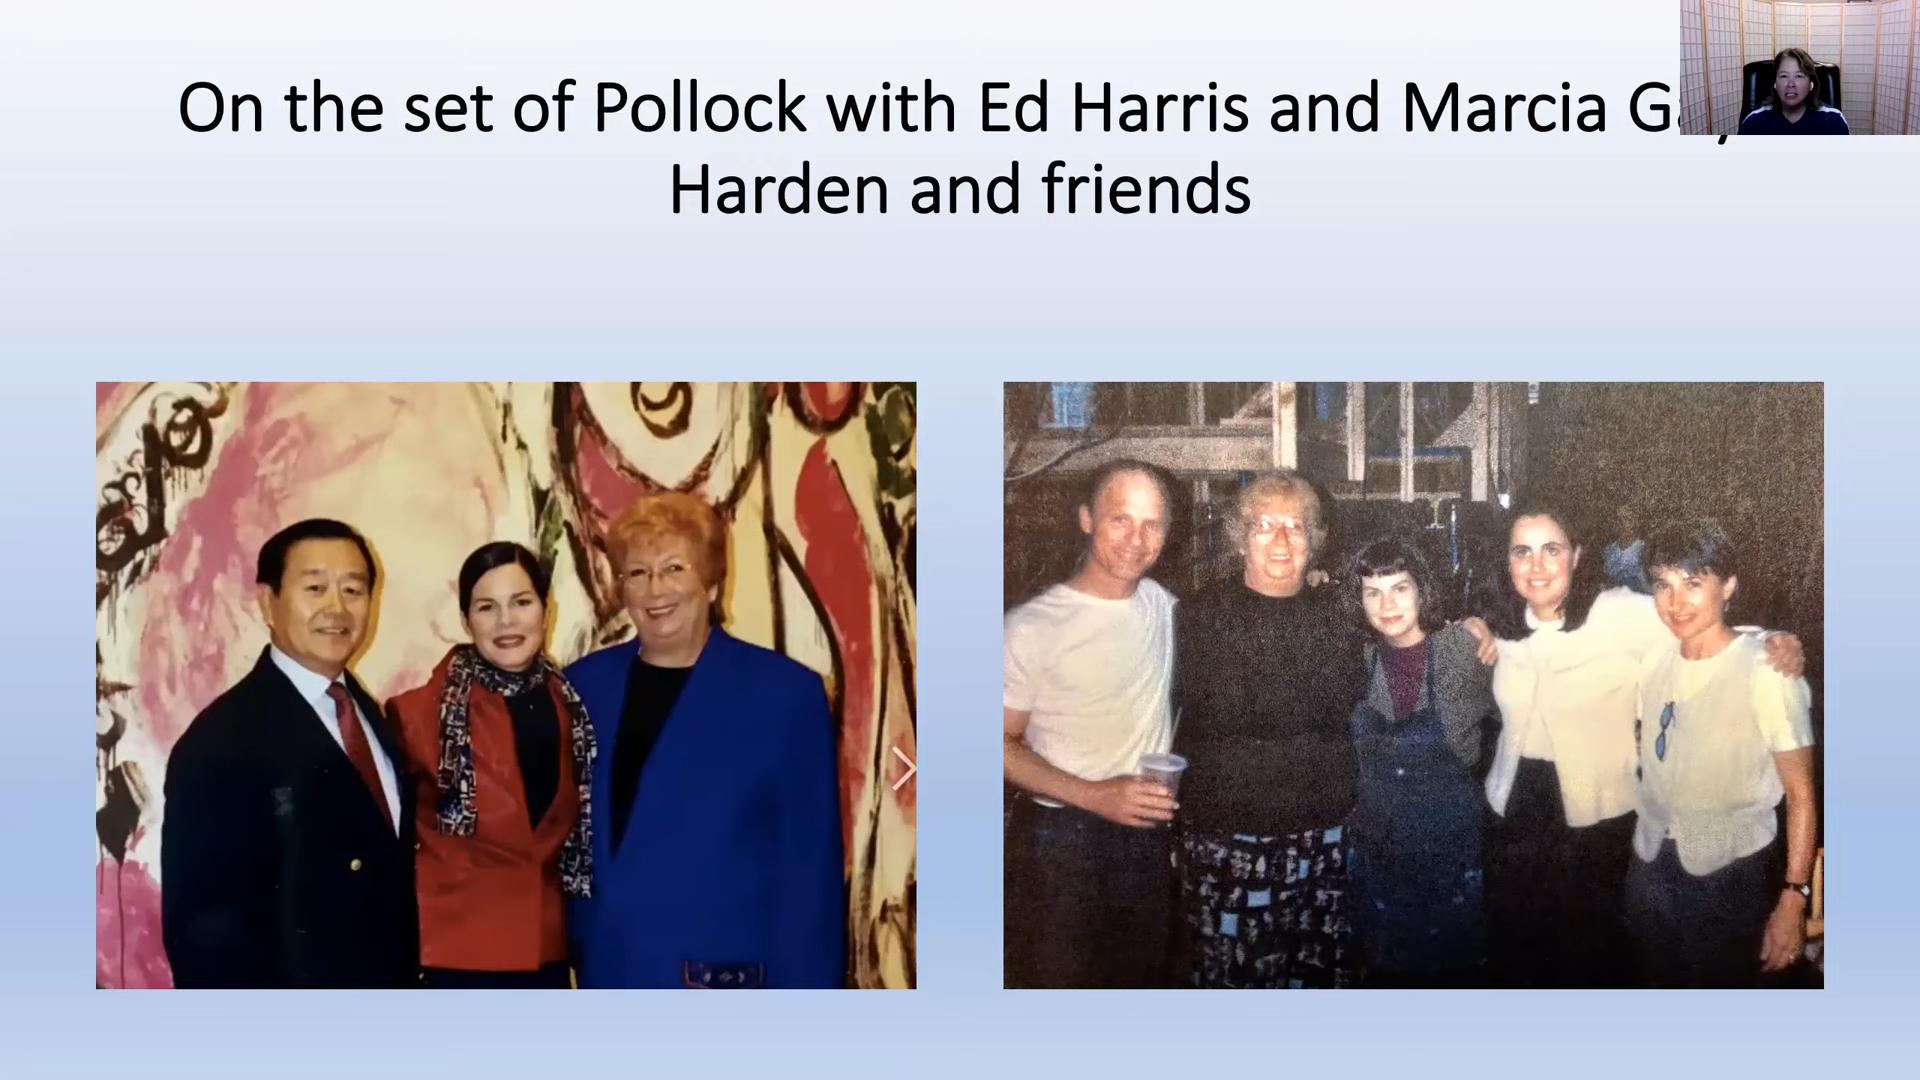 On the set of Pollock with Ed Harris and Marcia
Harden and friends